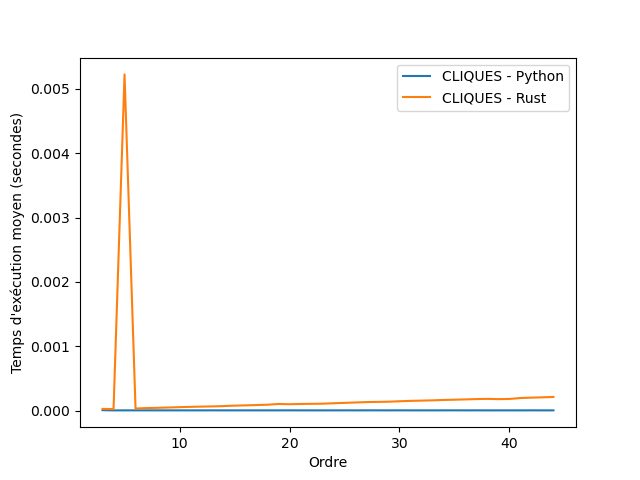 CLIQUES - Python
CLIQUES - Rust
0.005
0.004
0.003
0.002
0.001
0.000
Temps d'exécution moyen (secondes)
10 20 30 40
Ordre